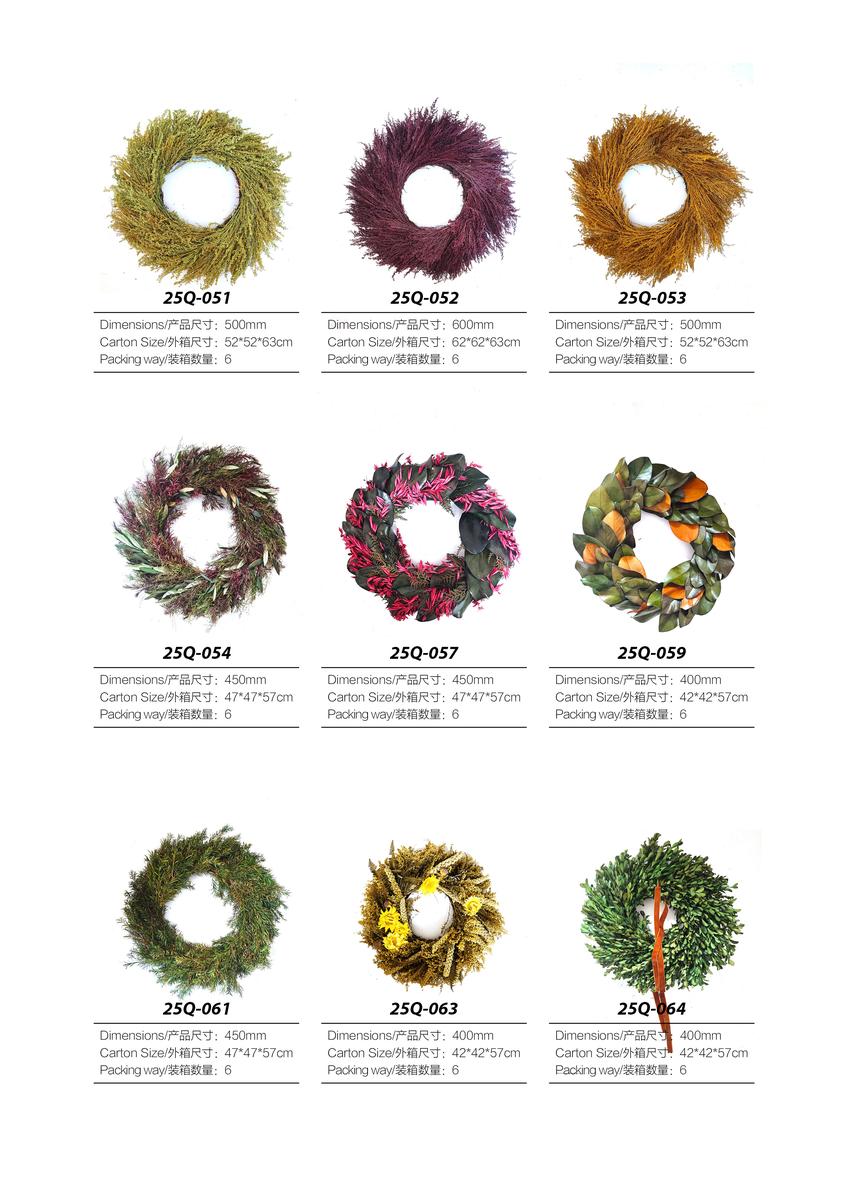 25Q-051
Dimensions/产品尺寸：500mm
Carton Size/外箱尺寸：52*52*63cm
Packing way/装箱数量：6
25Q-052
Dimensions/产品尺寸：600mm
Carton Size/外箱尺寸：62*62*63cm
Packing way/装箱数量：6
25Q-053
Dimensions/产品尺寸：500mm
Carton Size/外箱尺寸：52*52*63cm
Packing way/装箱数量：6
25Q-054
Dimensions/产品尺寸：450mm
Carton Size/外箱尺寸：47*47*57cm
Packing way/装箱数量：6
25Q-057
Dimensions/产品尺寸：450mm
Carton Size/外箱尺寸：47*47*57cm
Packing way/装箱数量：6
25Q-059
Dimensions/产品尺寸：400mm
Carton Size/外箱尺寸：42*42*57cm
Packing way/装箱数量：6
25Q-061
Dimensions/产品尺寸：450mm
Carton Size/外箱尺寸：47*47*57cm
Packing way/装箱数量：6
25Q-063
Dimensions/产品尺寸：400mm
Carton Size/外箱尺寸：42*42*57cm
Packing way/装箱数量：6
25Q-064
Dimensions/产品尺寸：400mm
Carton Size/外箱尺寸：42*42*57cm
Packing way/装箱数量：6